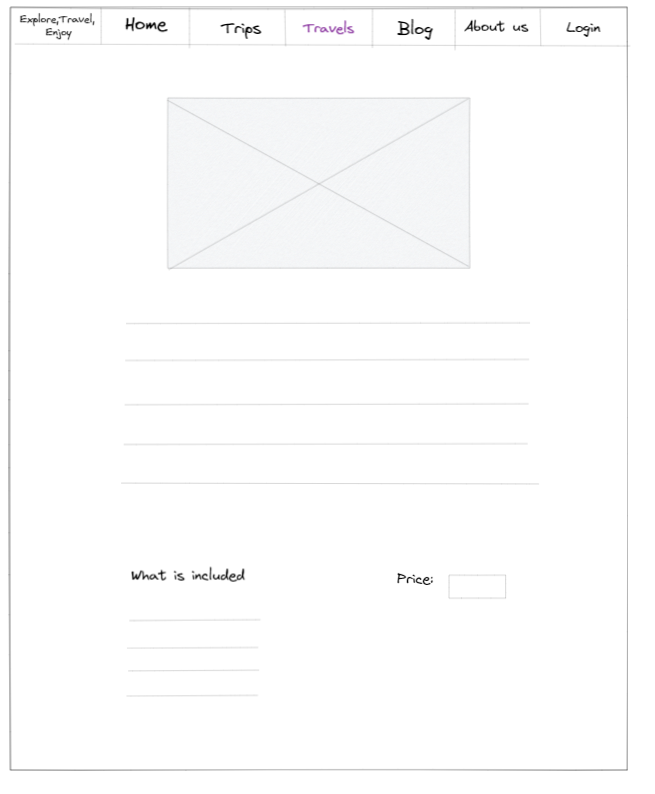 Explore,Travel,
Enjoy
Home
Trips
Travels
Blog
About us
Login
What is included
Price: